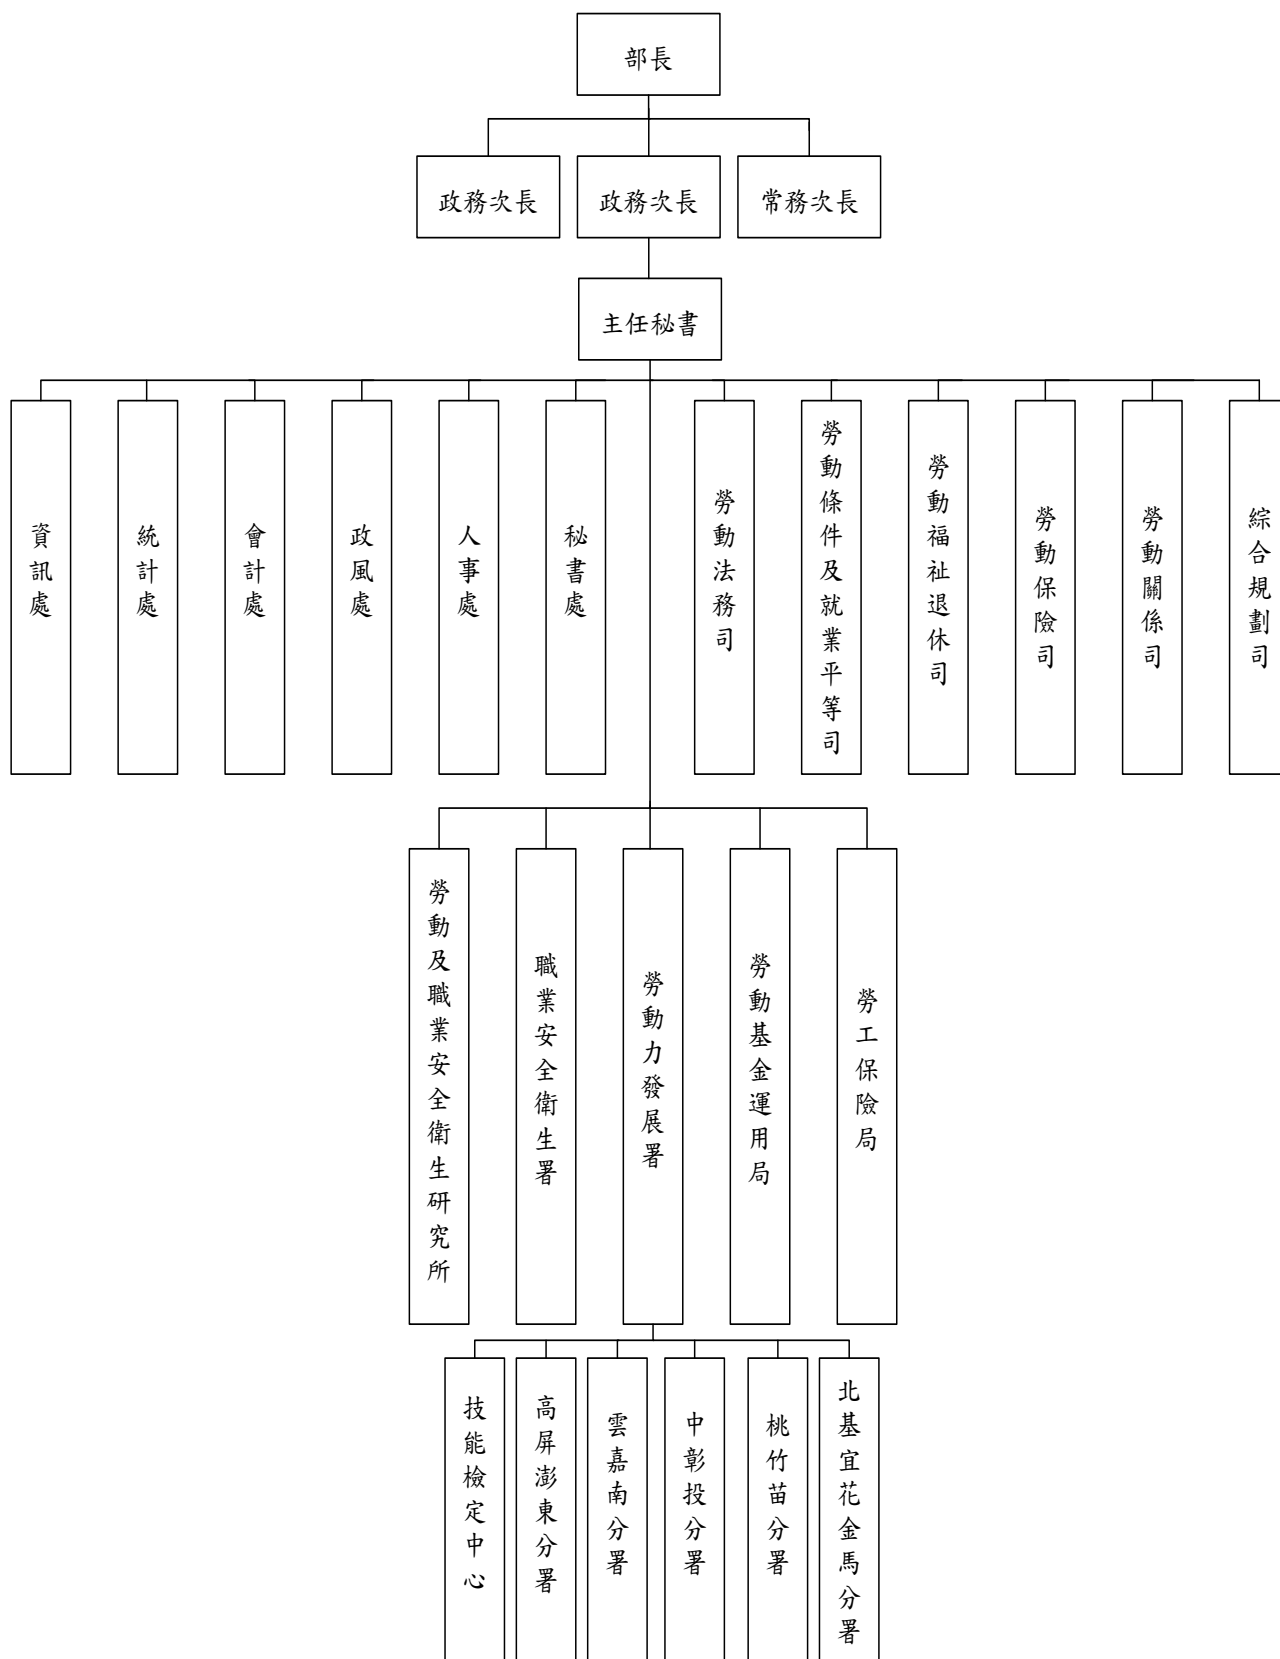 部長
政務次長
政務次長
常務次長
主任秘書
資訊處
統計處
會計處
政風處
人事處
秘書處
勞動法務司
勞動條件及就業平等司
勞動福祉退休司
勞動保險司
勞動關係司
綜合規劃司
勞動及職業安全衛生研究所
職業安全衛生署
勞動力發展署
勞動基金運用局
勞工保險局
技能檢定中心
高屏澎東分署
雲嘉南分署
中彰投分署
桃竹苗分署
北基宜花金馬分署